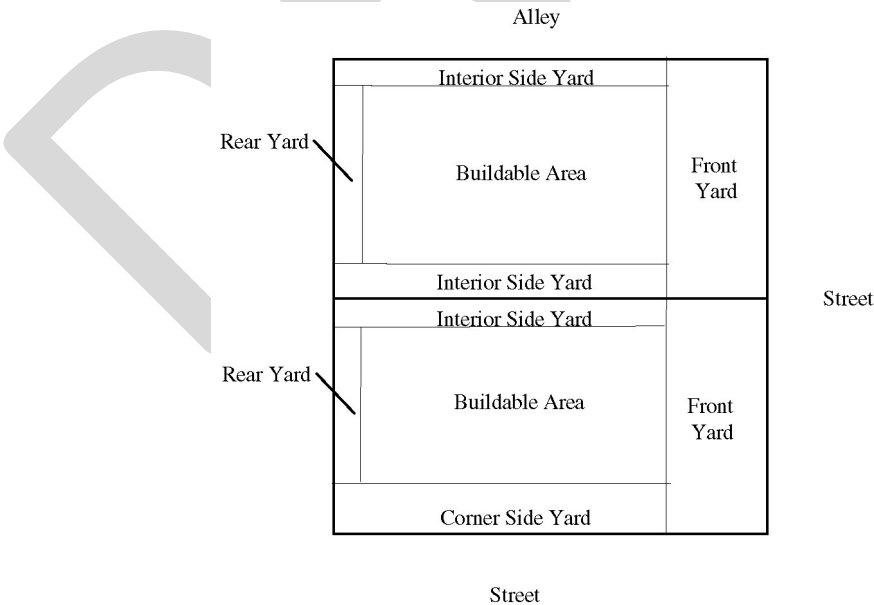 Alley
Interior Side Yard
Rear Yard
Buildable Area
Front
Yard
Interior Side Yard
Street
Interior Side Yard
Rear Yard
Buildable Area
Front
Yard
Corner Side Yard
Street